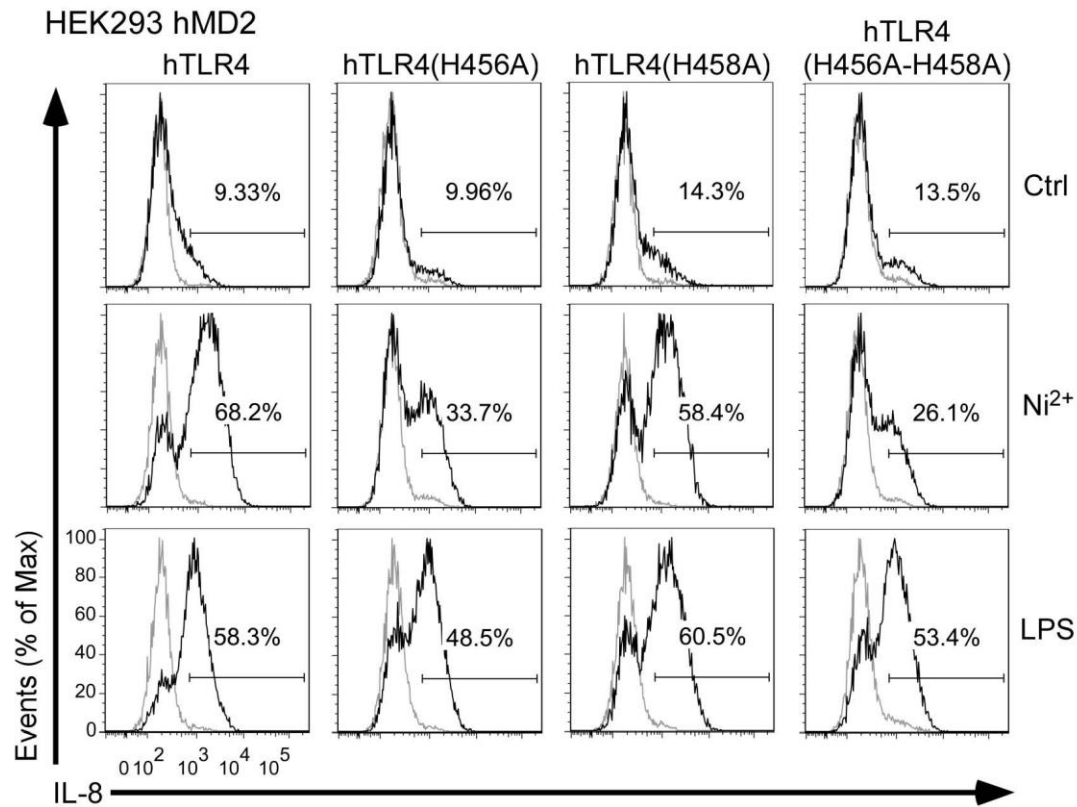 HEK293 hMD2
hTLR4
hTLR4(H456A)
hTLR4(H458A)
hTLR4
(H456A-H458A)
9.33%
9.96%
14.3%
13.5%
Ctrl
68.2%
33.7%
58.4%
26.1%
Ni²⁺
100
80
60
40
20
0
58.3%
48.5%
60.5%
53.4%
LPS
Events (% of Max)
0 10² 10³ 10⁴ 10⁵
IL-8